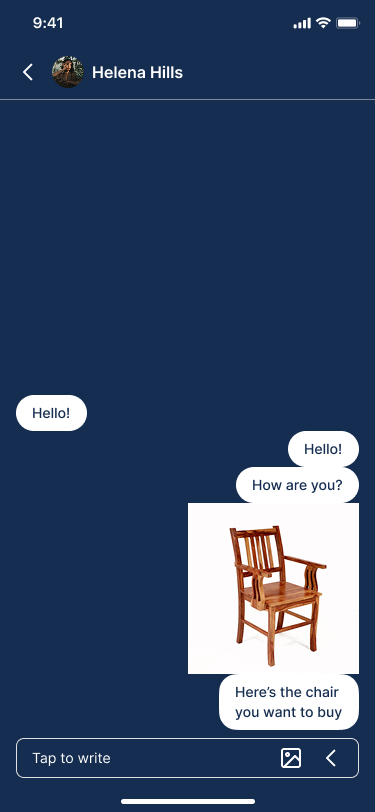 9:41
Helena Hills
Hello!
Hello!
How are you?
Here’s the chair
you want to buy
Tap to write